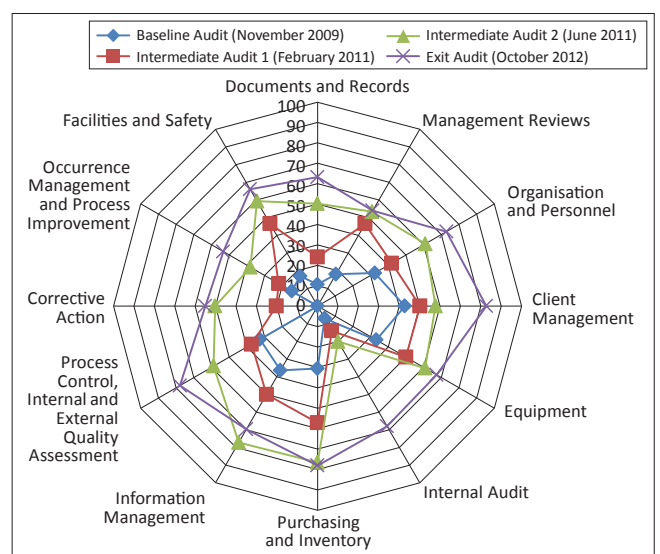 Baseline Audit (November 2009)
Intermediate Audit 2 (June 2011)
Intermediate Audit 1 (February 2011)
Exit Audit (October 2012)
Documents and Records
100
90
80
70
60
50
40
30
20
10
0
Management Reviews
Organisation
and Personnel
Client
Management
Equipment
Internal Audit
Purchasing
and Inventory
Information
Management
Process
Control,
Internal and
External
Quality
Assessment
Corrective
Action
Occurrence
Management
and Process
Improvement
Facilities and Safety